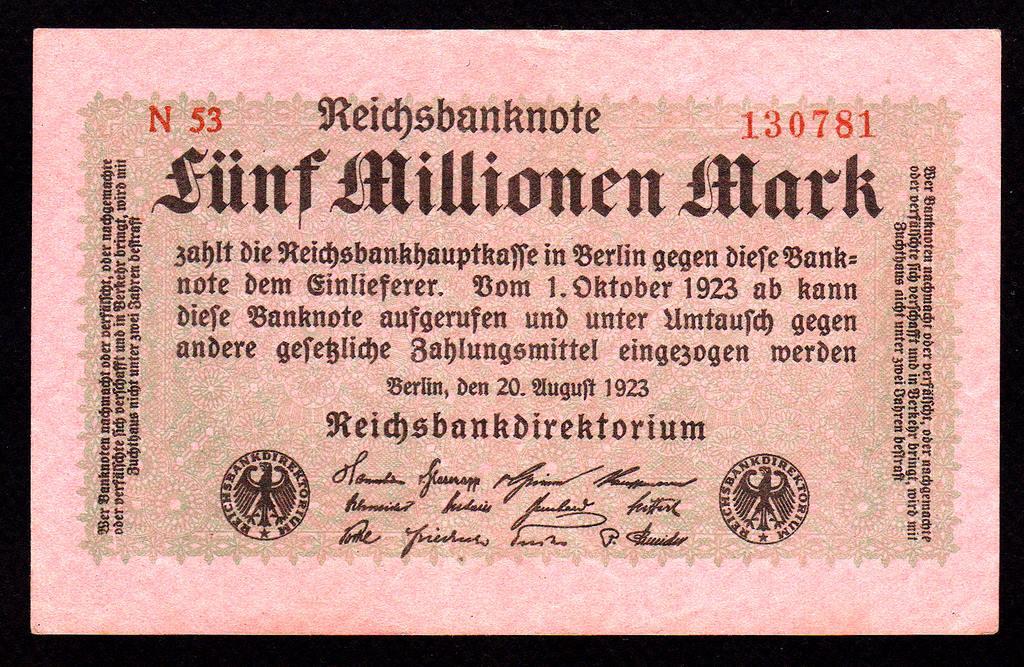 N 53
Reichsbanknote
130781
Fünf Millionen Mark
zahlt die Reichsbankhauptkasse in Berlin gegen diese Bank=
note dem Einlieferer. Vom 1. Oktober 1923 ab kann
diese Banknote aufgerufen und unter Umtausch gegen
andere gesetzliche Zahlungsmittel eingezogen werden
Berlin, den 20. August 1923
Reichsbankdirektorium
Wer Banknoten nachmacht oder verfälscht, oder nachgemachte
oder verfälschte sich verschafft und in Verkehr bringt, wird mit
Zuchthaus nicht unter zwei Jahren bestraft
Wer Banknoten nachmacht oder verfälscht, oder nachgemachte
oder verfälschte sich verschafft und in Verkehr bringt, wird mit
Zuchthaus nicht unter zwei Jahren bestraft
REICHSBANKDIREKTORIUM
REICHSBANKDIREKTORIUM